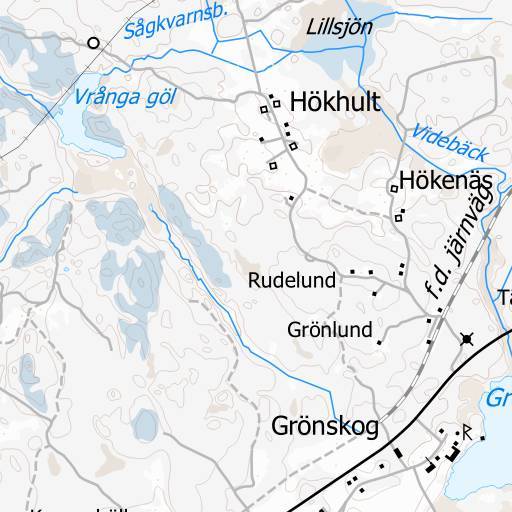 Sågkvarnsb.
Lillsjön
Vrånga göl
Hökhult
Videbäck
Hökenäs
f.d. järnväg
Rudelund
Grönlund
Grönskog